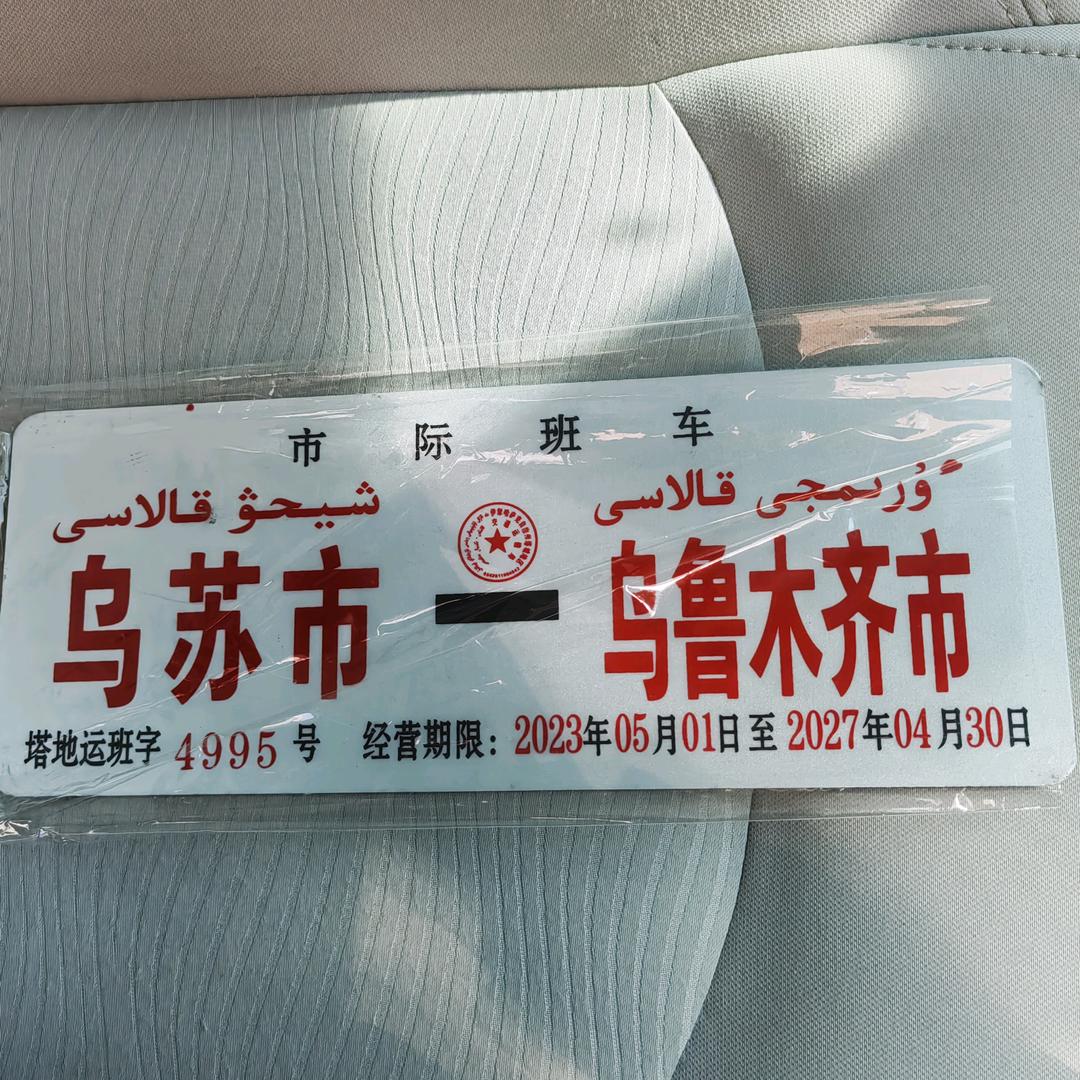 市际班车
شيحۋ قالاسى ٴۇرىمجى قالاسى
乌苏市 — 乌鲁木齐市
塔地运班字 4995 号 经营期限：2023年05月01日至2027年04月30日